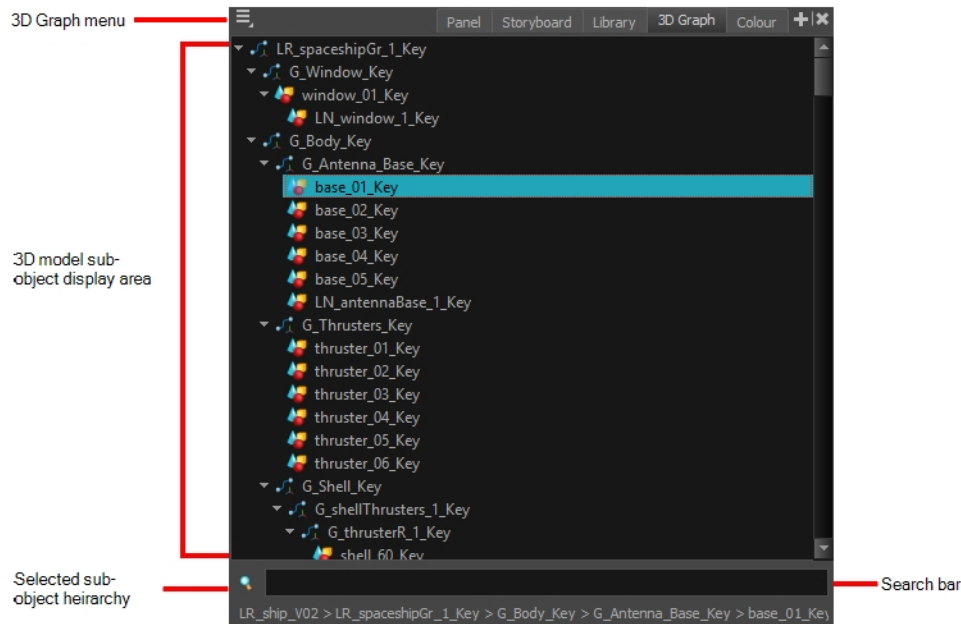 3D Graph menu
Panel Storyboard Library 3D Graph Colour
LR_spaceshipGr_1_Key
G_Window_Key
window_01_Key
LN_window_1_Key
G_Body_Key
G_Antenna_Base_Key
base_01_Key
base_02_Key
base_03_Key
base_04_Key
base_05_Key
LN_antennaBase_1_Key
G_Thrusters_Key
thruster_01_Key
thruster_02_Key
thruster_03_Key
thruster_04_Key
thruster_05_Key
thruster_06_Key
G_Shell_Key
G_shellThrusters_1_Key
G_thrusterR_1_Key
shell_60_Key
3D model sub-
object display area
Selected sub-
object heirarchy
Search bar
LR_ship_V02 > LR_spaceshipGr_1_Key > G_Body_Key > G_Antenna_Base_Key > base_01_Key